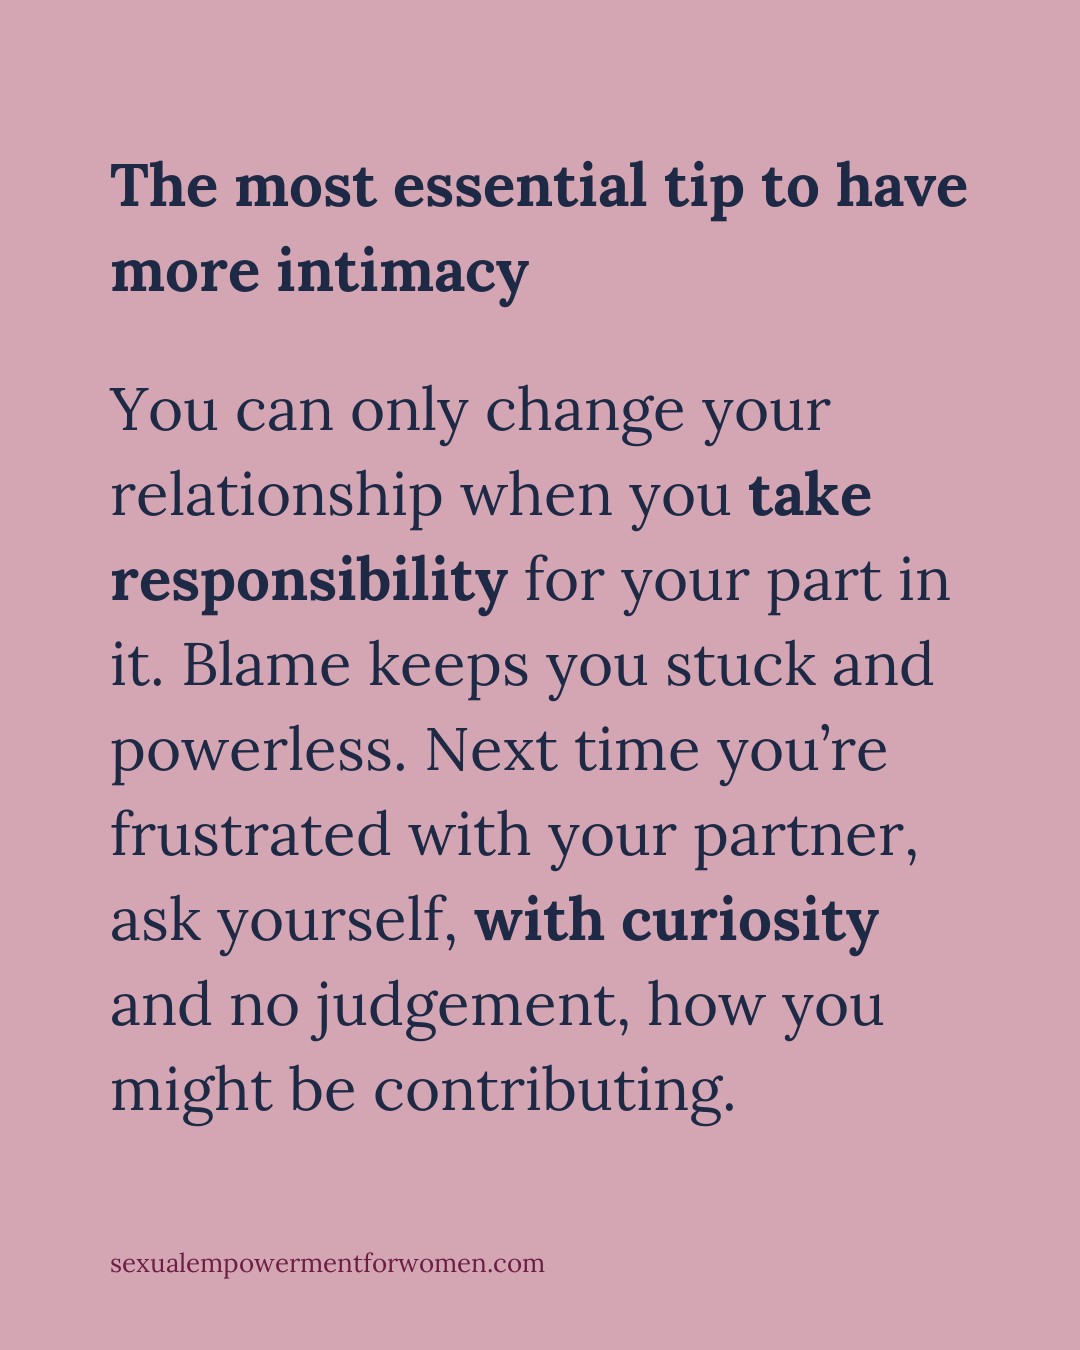 The most essential tip to have
more intimacy
You can only change your
relationship when you take
responsibility for your part in
it. Blame keeps you stuck and
powerless. Next time you’re
frustrated with your partner,
ask yourself, with curiosity
and no judgement, how you
might be contributing.
sexualempowermentforwomen.com